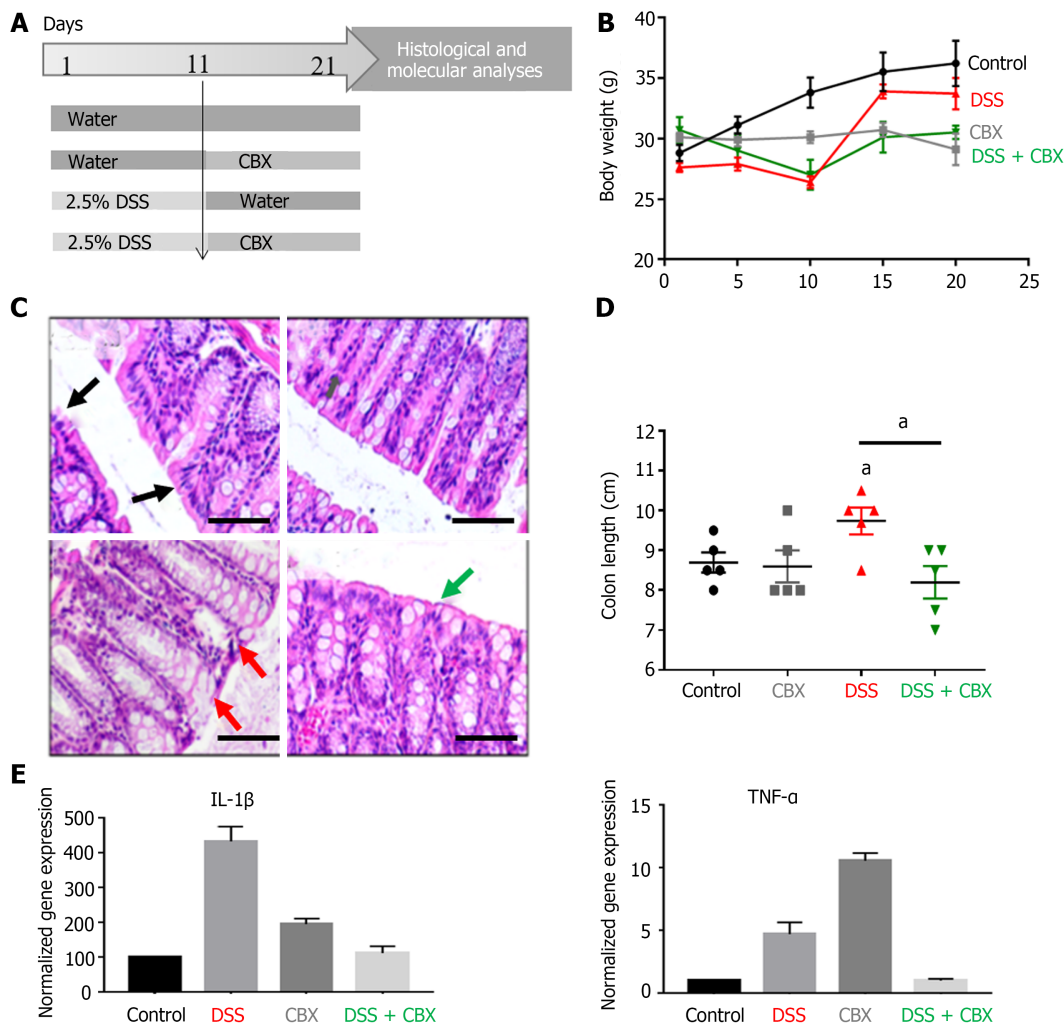 A
Days
1
11
21
Histological and
molecular analyses
Water
Water
CBX
2.5% DSS
Water
2.5% DSS
CBX
B
Body weight (g)
40
35
30
25
20
0
5
10
15
20
25
Control
DSS
CBX
DSS + CBX
C
D
Colon length (cm)
12
11
10
9
8
7
6
a
a
Control
CBX
DSS
DSS + CBX
E
IL-1β
Normalized gene expression
500
400
300
200
100
0
Control
DSS
CBX
DSS + CBX
TNF-α
Normalized gene expression
15
10
5
0
Control
DSS
CBX
DSS + CBX